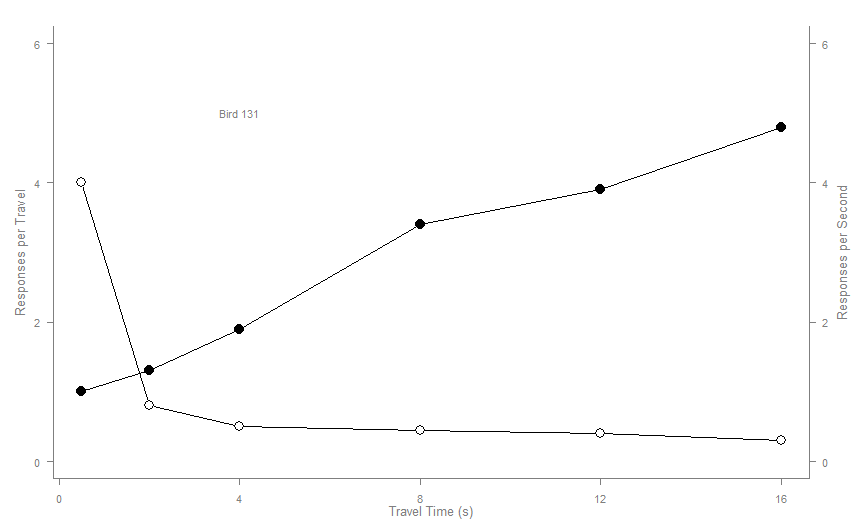 6
6
Bird 131
4
4
Responses per Travel
Responses per Second
2
2
0
0
0 4 8 12 16
Travel Time (s)